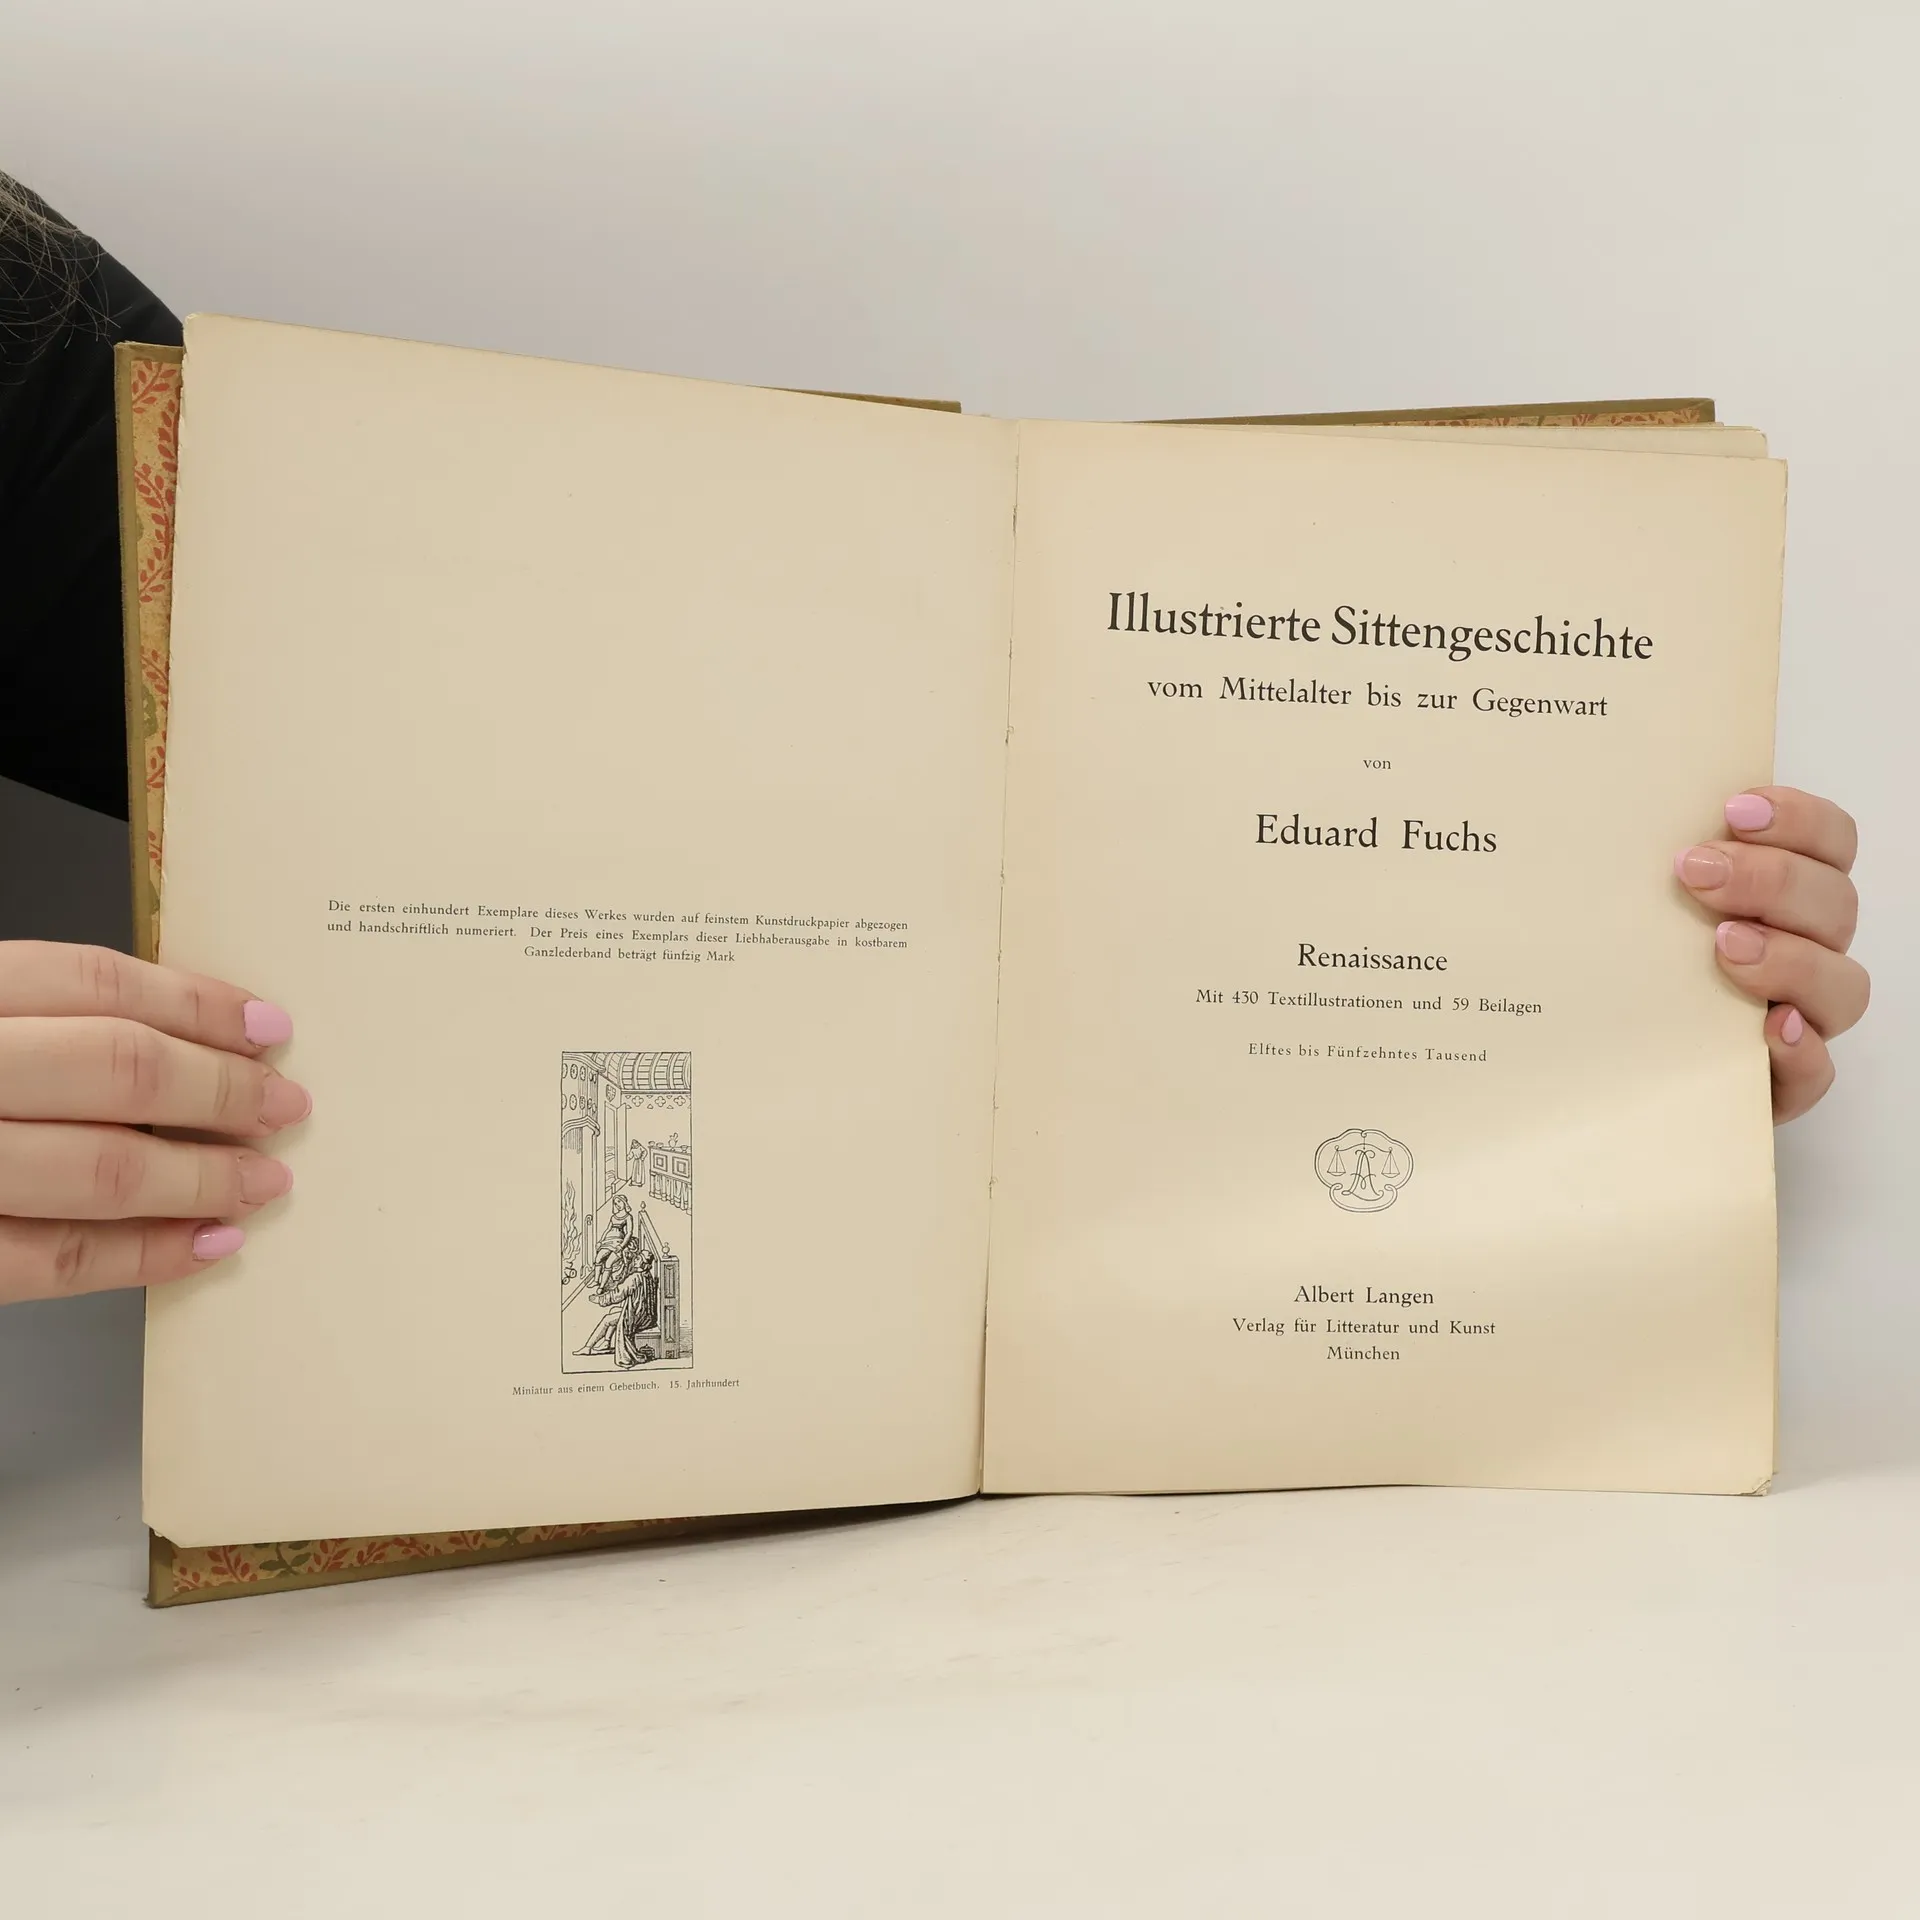 Die ersten einhundert Exemplare dieses Werkes wurden auf feinstem Kunstdruckpapier abgezogen
und handschriftlich numeriert. Der Preis eines Exemplars dieser Liebhaberausgabe in kostbarem
Ganzlederband beträgt fünfzig Mark
Miniatur aus einem Gebetbuch. 15. Jahrhundert
Illustrierte Sittengeschichte
vom Mittelalter bis zur Gegenwart
von
Eduard Fuchs
Renaissance
Mit 430 Textillustrationen und 59 Beilagen
Elftes bis Fünfzehntes Tausend
Albert Langen
Verlag für Litteratur und Kunst
München